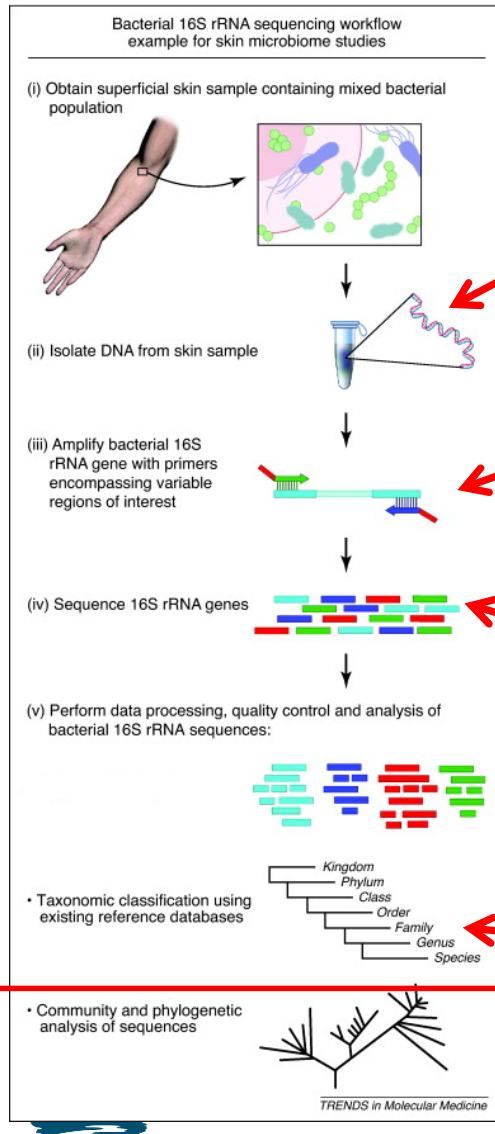 Bacterial 16S rRNA sequencing workflow
example for skin microbiome studies
(i) Obtain superficial skin sample containing mixed bacterial
population
(ii) Isolate DNA from skin sample
(iii) Amplify bacterial 16S
rRNA gene with primers
encompassing variable
regions of interest
(iv) Sequence 16S rRNA genes
(v) Perform data processing, quality control and analysis of
bacterial 16S rRNA sequences:
• Taxonomic classification using
existing reference databases
Kingdom
Phylum
Class
Order
Family
Genus
Species
• Community and phylogenetic
analysis of sequences
TRENDS in Molecular Medicine